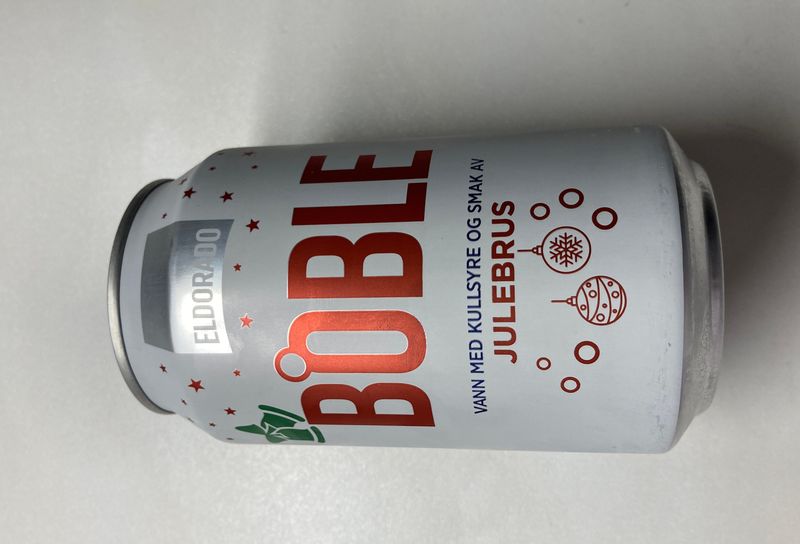 ELDORADO
BOBLE
VANN MED KULLSYRE OG SMAK AV
JULEBRUS